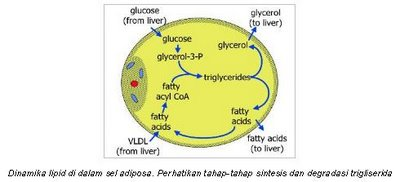 glucose
(from liver)
glycerol
(to liver)
glucose
glycerol
glycerol-3-P
triglycerides
fatty
acyl CoA
fatty
acids
fatty
acids
VLDL
(from liver)
fatty acids
(to liver)
Dinamika lipid di dalam sel adiposa. Perhatikan tahap-tahap sintesis dan degradasi trigliserida